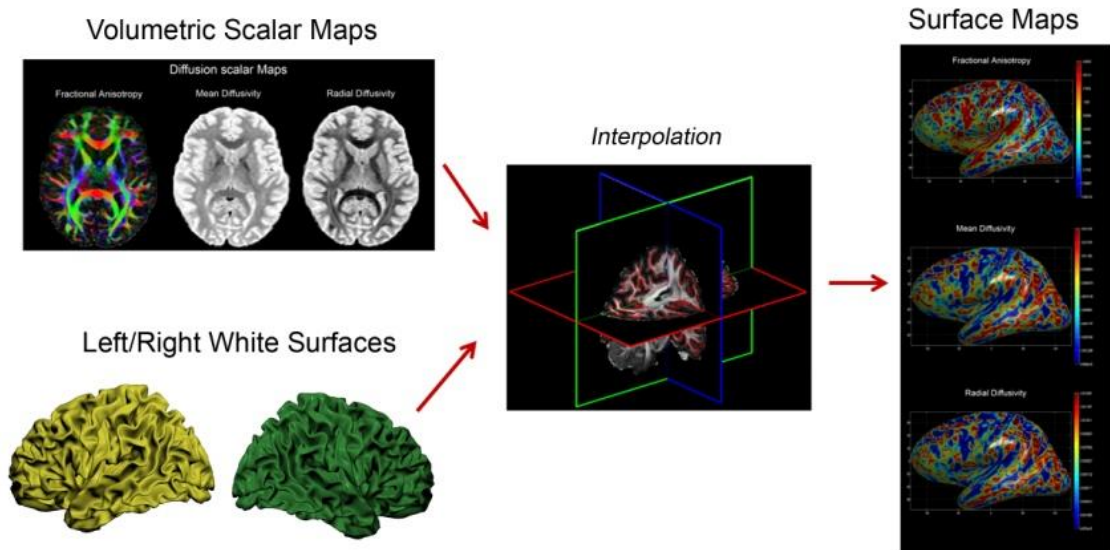 Volumetric Scalar Maps
Diffusion scalar Maps
Fractional Anisotropy Mean Diffusivity Radial Diffusivity
Left/Right White Surfaces
Interpolation
Surface Maps
Fractional Anisotropy
Mean Diffusivity
Radial Diffusivity